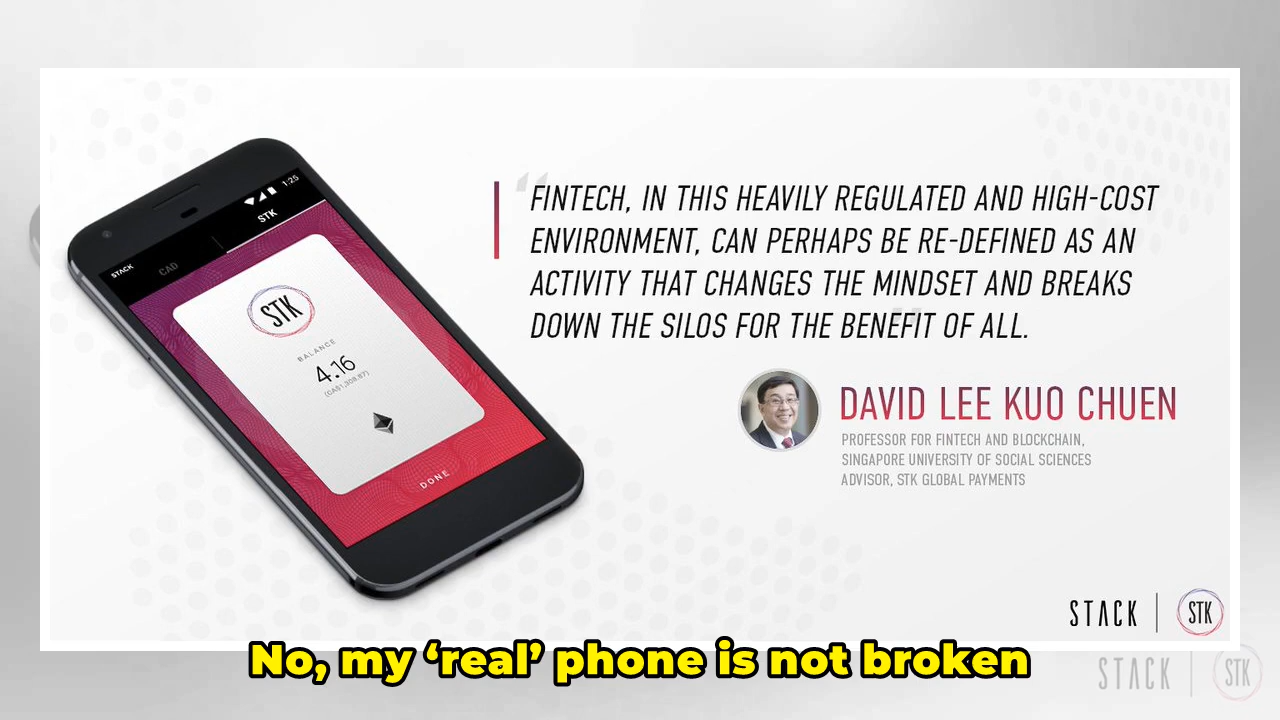 1:25
STK
STACK
CAD
STK
BALANCE
4.16
DONE
“
FINTECH, IN THIS HEAVILY REGULATED AND HIGH-COST
ENVIRONMENT, CAN PERHAPS BE RE-DEFINED AS AN
ACTIVITY THAT CHANGES THE MINDSET AND BREAKS
DOWN THE SILOS FOR THE BENEFIT OF ALL.
DAVID LEE KUO CHUEN
PROFESSOR FOR FINTECH AND BLOCKCHAIN,
SINGAPORE UNIVERSITY OF SOCIAL SCIENCES
ADVISOR, STK GLOBAL PAYMENTS
STACK | STK
No, my ‘real’ phone is not broken
STACK | STK